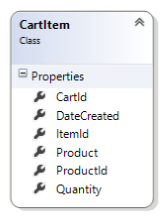 CartItem
Class
Properties
CartId
DateCreated
ItemId
Product
ProductId
Quantity